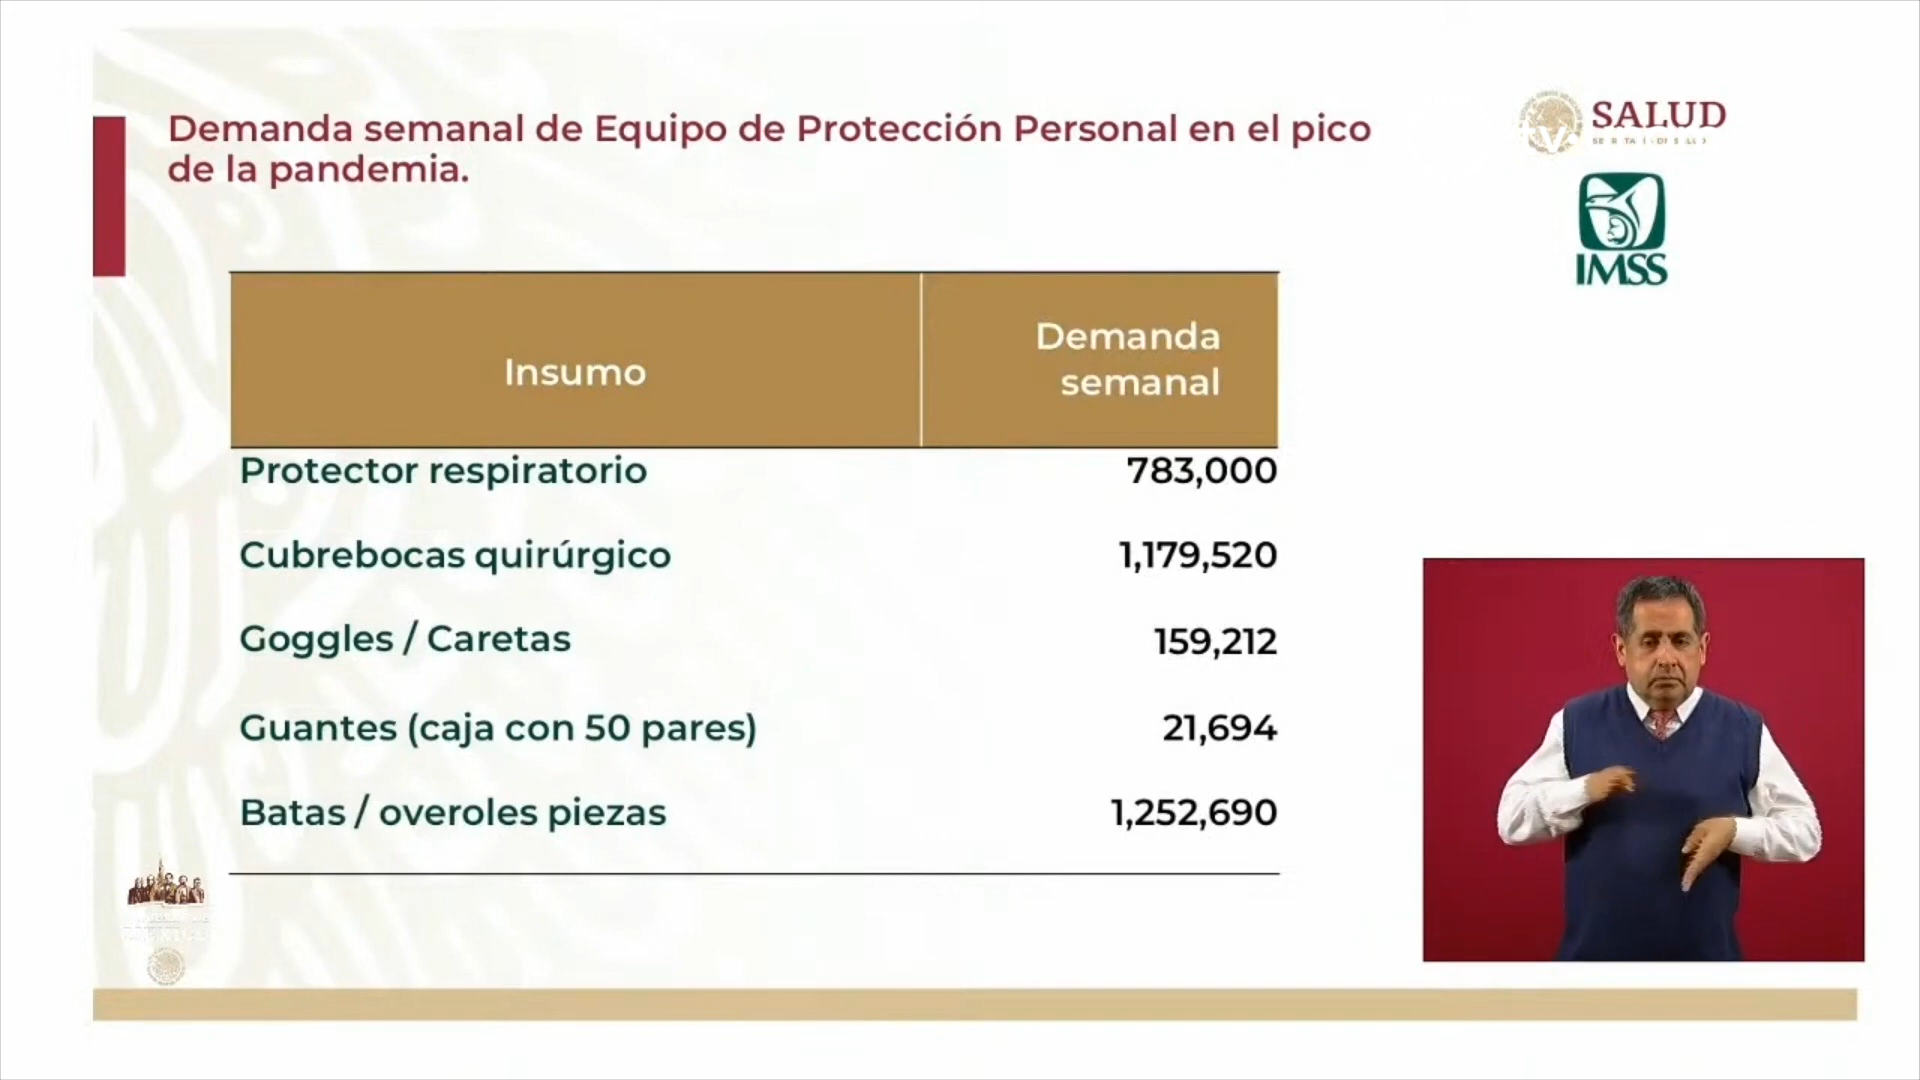 Demanda semanal de Equipo de Protección Personal en el pico
de la pandemia.
SALUD
IMSS
Insumo
Demanda
semanal
Protector respiratorio 783,000
Cubrebocas quirúrgico 1,179,520
Goggles / Caretas 159,212
Guantes (caja con 50 pares) 21,694
Batas / overoles piezas 1,252,690